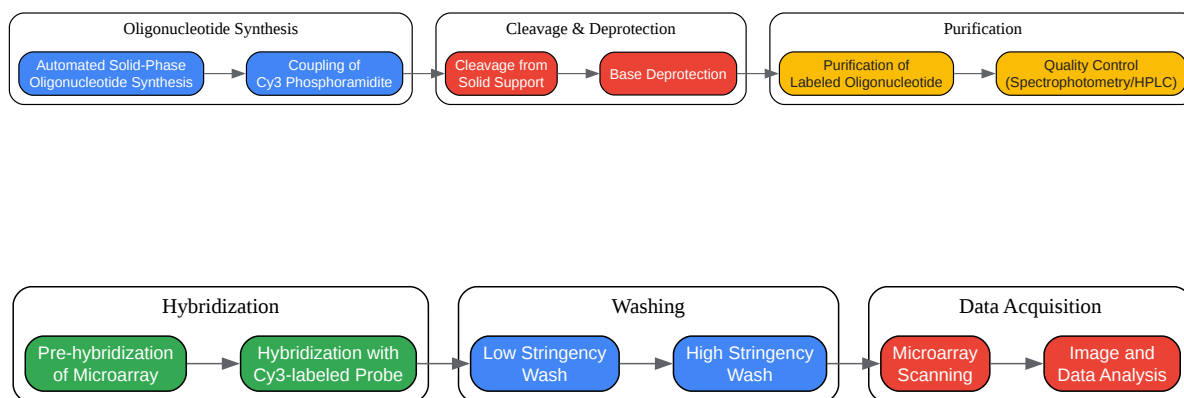 Oligonucleotide Synthesis
Automated Solid-Phase
Oligonucleotide Synthesis
Coupling of
Cy3 Phosphoramidite
Cleavage & Deprotection
Cleavage from
Solid Support
Base Deprotection
Purification
Purification of
Labeled Oligonucleotide
Quality Control
(Spectrophotometry/HPLC)
Hybridization
Pre-hybridization
of Microarray
Hybridization with
Cy3-labeled Probe
Washing
Low Stringency
Wash
High Stringency
Wash
Data Acquisition
Microarray
Scanning
Image and
Data Analysis